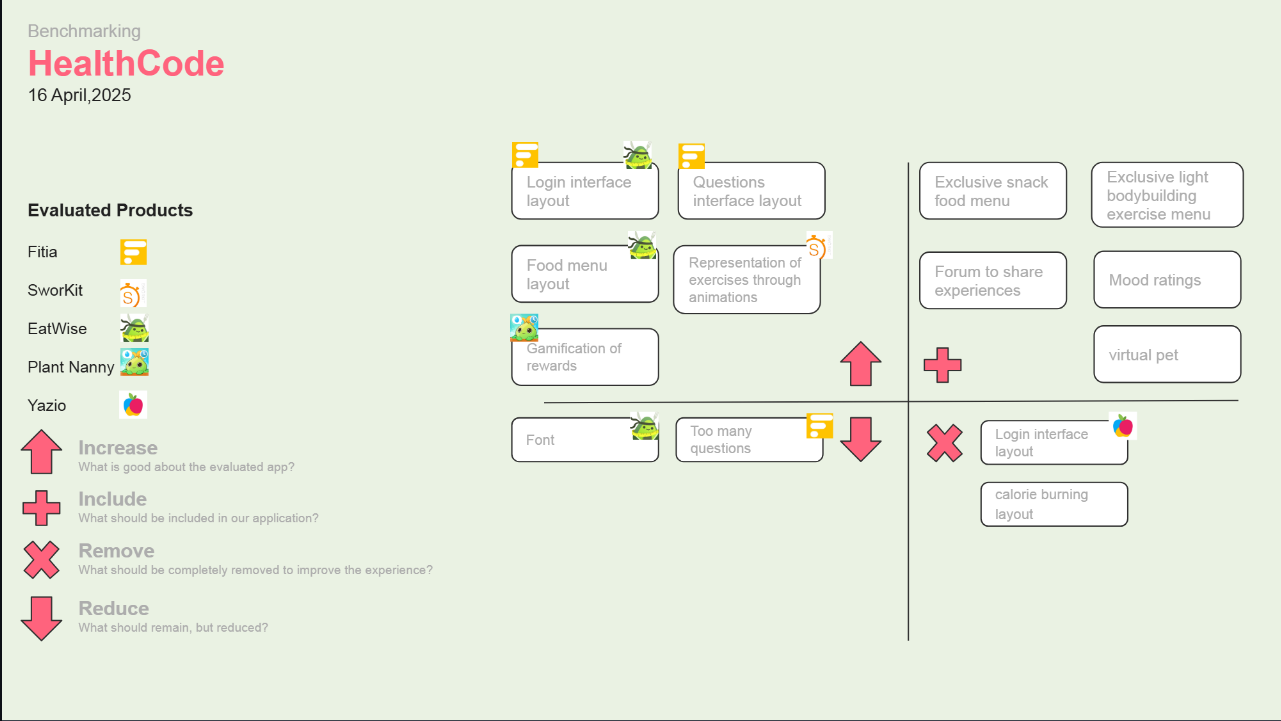 Benchmarking
HealthCode
16 April,2025
Evaluated Products
Fitia
SworKit
EatWise
Plant Nanny
Yazio
Increase
What is good about the evaluated app?
Include
What should be included in our application?
Remove
What should be completely removed to improve the experience?
Reduce
What should remain, but reduced?
Login interface
layout
Questions
interface layout
Food menu
layout
Representation of
exercises through
animations
Gamification of
rewards
Exclusive snack
food menu
Exclusive light
bodybuilding
exercise menu
Forum to share
experiences
Mood ratings
virtual pet
Font
Too many
questions
Login interface
layout
calorie burning
layout